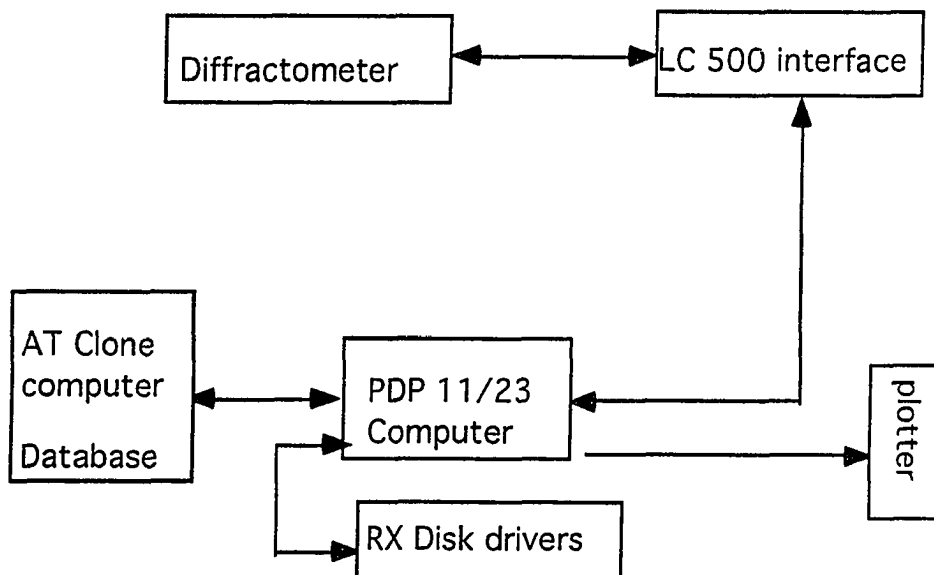 Diffractometer
LC 500 interface
AT Clone
computer
Database
PDP 11/23
Computer
plotter
RX Disk drivers